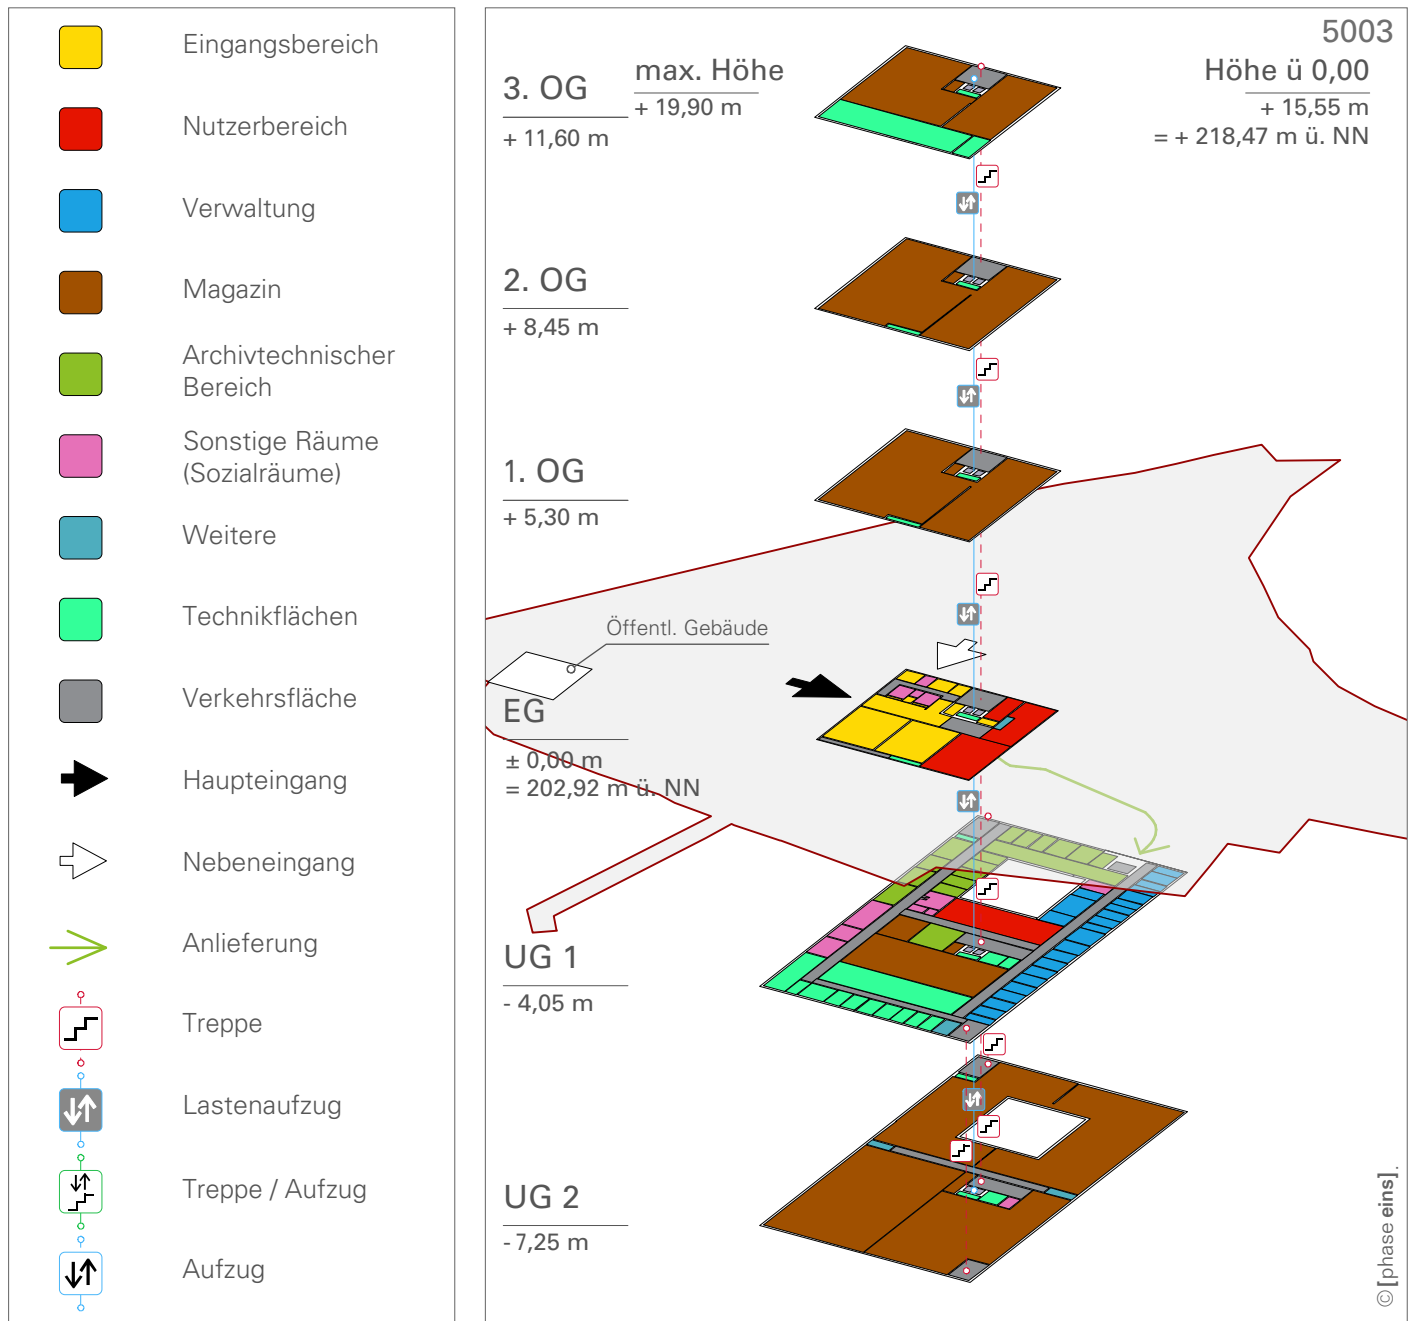 Eingangsbereich
Nutzerbereich
Verwaltung
Magazin
Archivtechnischer
Bereich
Sonstige Räume
(Sozialräume)
Weitere
Technikflächen
Verkehrsfläche
Haupteingang
Nebeneingang
Anlieferung
Treppe
Lastenaufzug
Treppe / Aufzug
Aufzug
5003
3. OG
+ 11,60 m
max. Höhe
+ 19,90 m
Höhe ü 0,00
+ 15,55 m
= + 218,47 m ü. NN
2. OG
+ 8,45 m
1. OG
+ 5,30 m
Öffentl. Gebäude
EG
± 0,00 m
= 202,92 m ü. NN
UG 1
- 4,05 m
UG 2
- 7,25 m
© [phase eins].